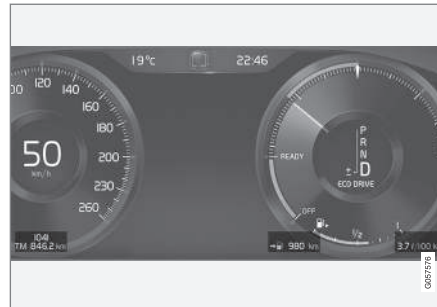 19°C 22:46
00 120 140 160 180 200 230 260
50
km/h
1041
TM 846.2 km
READY
OFF
P
R
N
±-D
ECO DRIVE
1/2
1
980 km
3.7 l/100 k
G057576